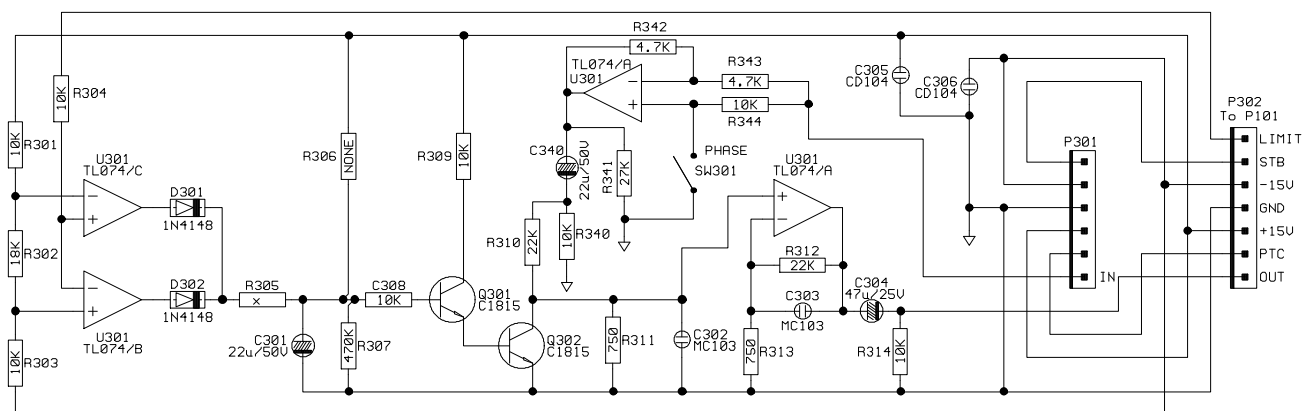 R342
4.7K
TL074/A
U301
R343
4.7K
10K
R344
C305
CD104
C306
CD104
P302
To P101
P301
LIMIT
STB
-15V
GND
+15V
PTC
OUT
IN
10K
R304
10K
R301
U301
TL074/C
D301
1N4148
R306
NONE
R309
10K
C340
22u/50V
R341
27K
PHASE
SW301
U301
TL074/A
18K
R302
D302
1N4148
U301
TL074/B
R305
x
C308
10K
C301
22u/50V
470K
R307
Q301
C1815
R310
22K
10K
R340
Q302
C1815
750
R311
C302
MC103
R312
22K
C303
MC103
C304
47u/25V
750
R313
R314
10K
10K
R303